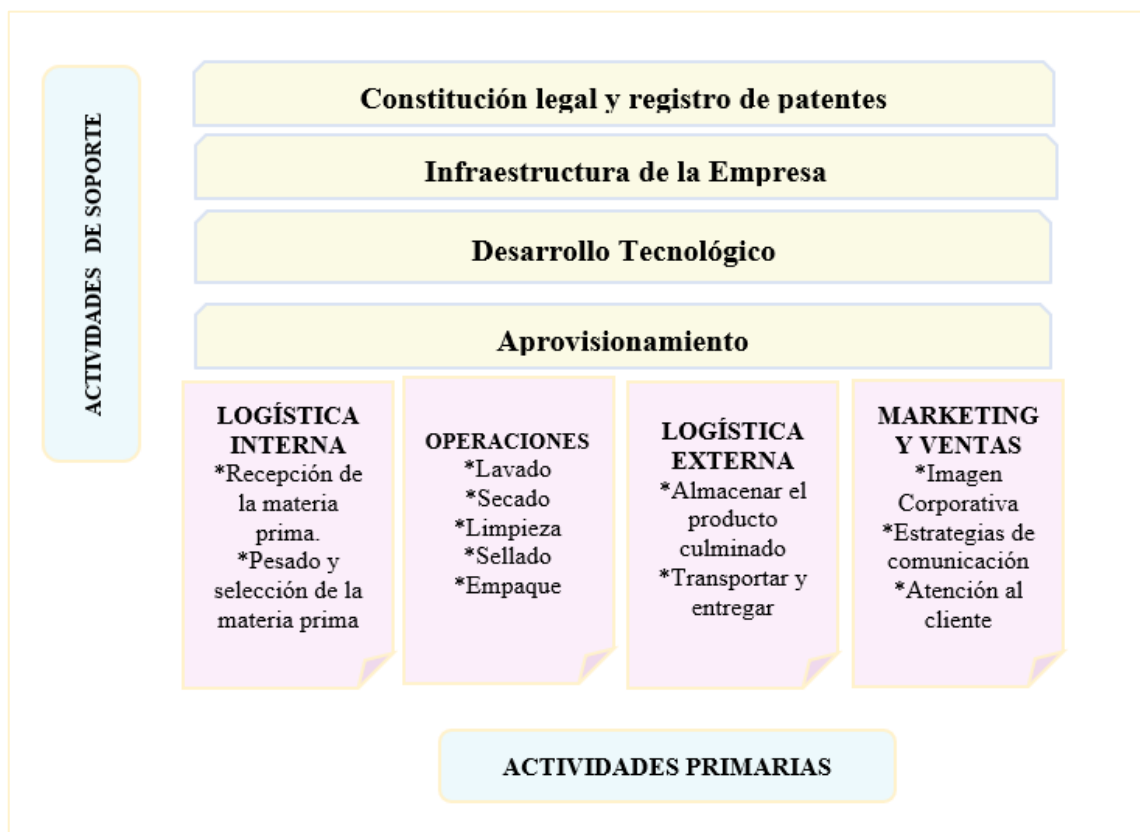 ACTIVIDADES DE SOPORTE
Constitución legal y registro de patentes
Infraestructura de la Empresa
Desarrollo Tecnológico
Aprovisionamiento
LOGÍSTICA
INTERNA
*Recepción de
la materia
prima.
*Pesado y
selección de la
materia prima
OPERACIONES
*Lavado
*Secado
*Limpieza
*Sellado
*Empaque
LOGÍSTICA
EXTERNA
*Almacenar el
producto
culminado
*Transportar y
entregar
MARKETING
Y VENTAS
*Imagen
Corporativa
*Estrategias de
comunicación
*Atención al
cliente
ACTIVIDADES PRIMARIAS